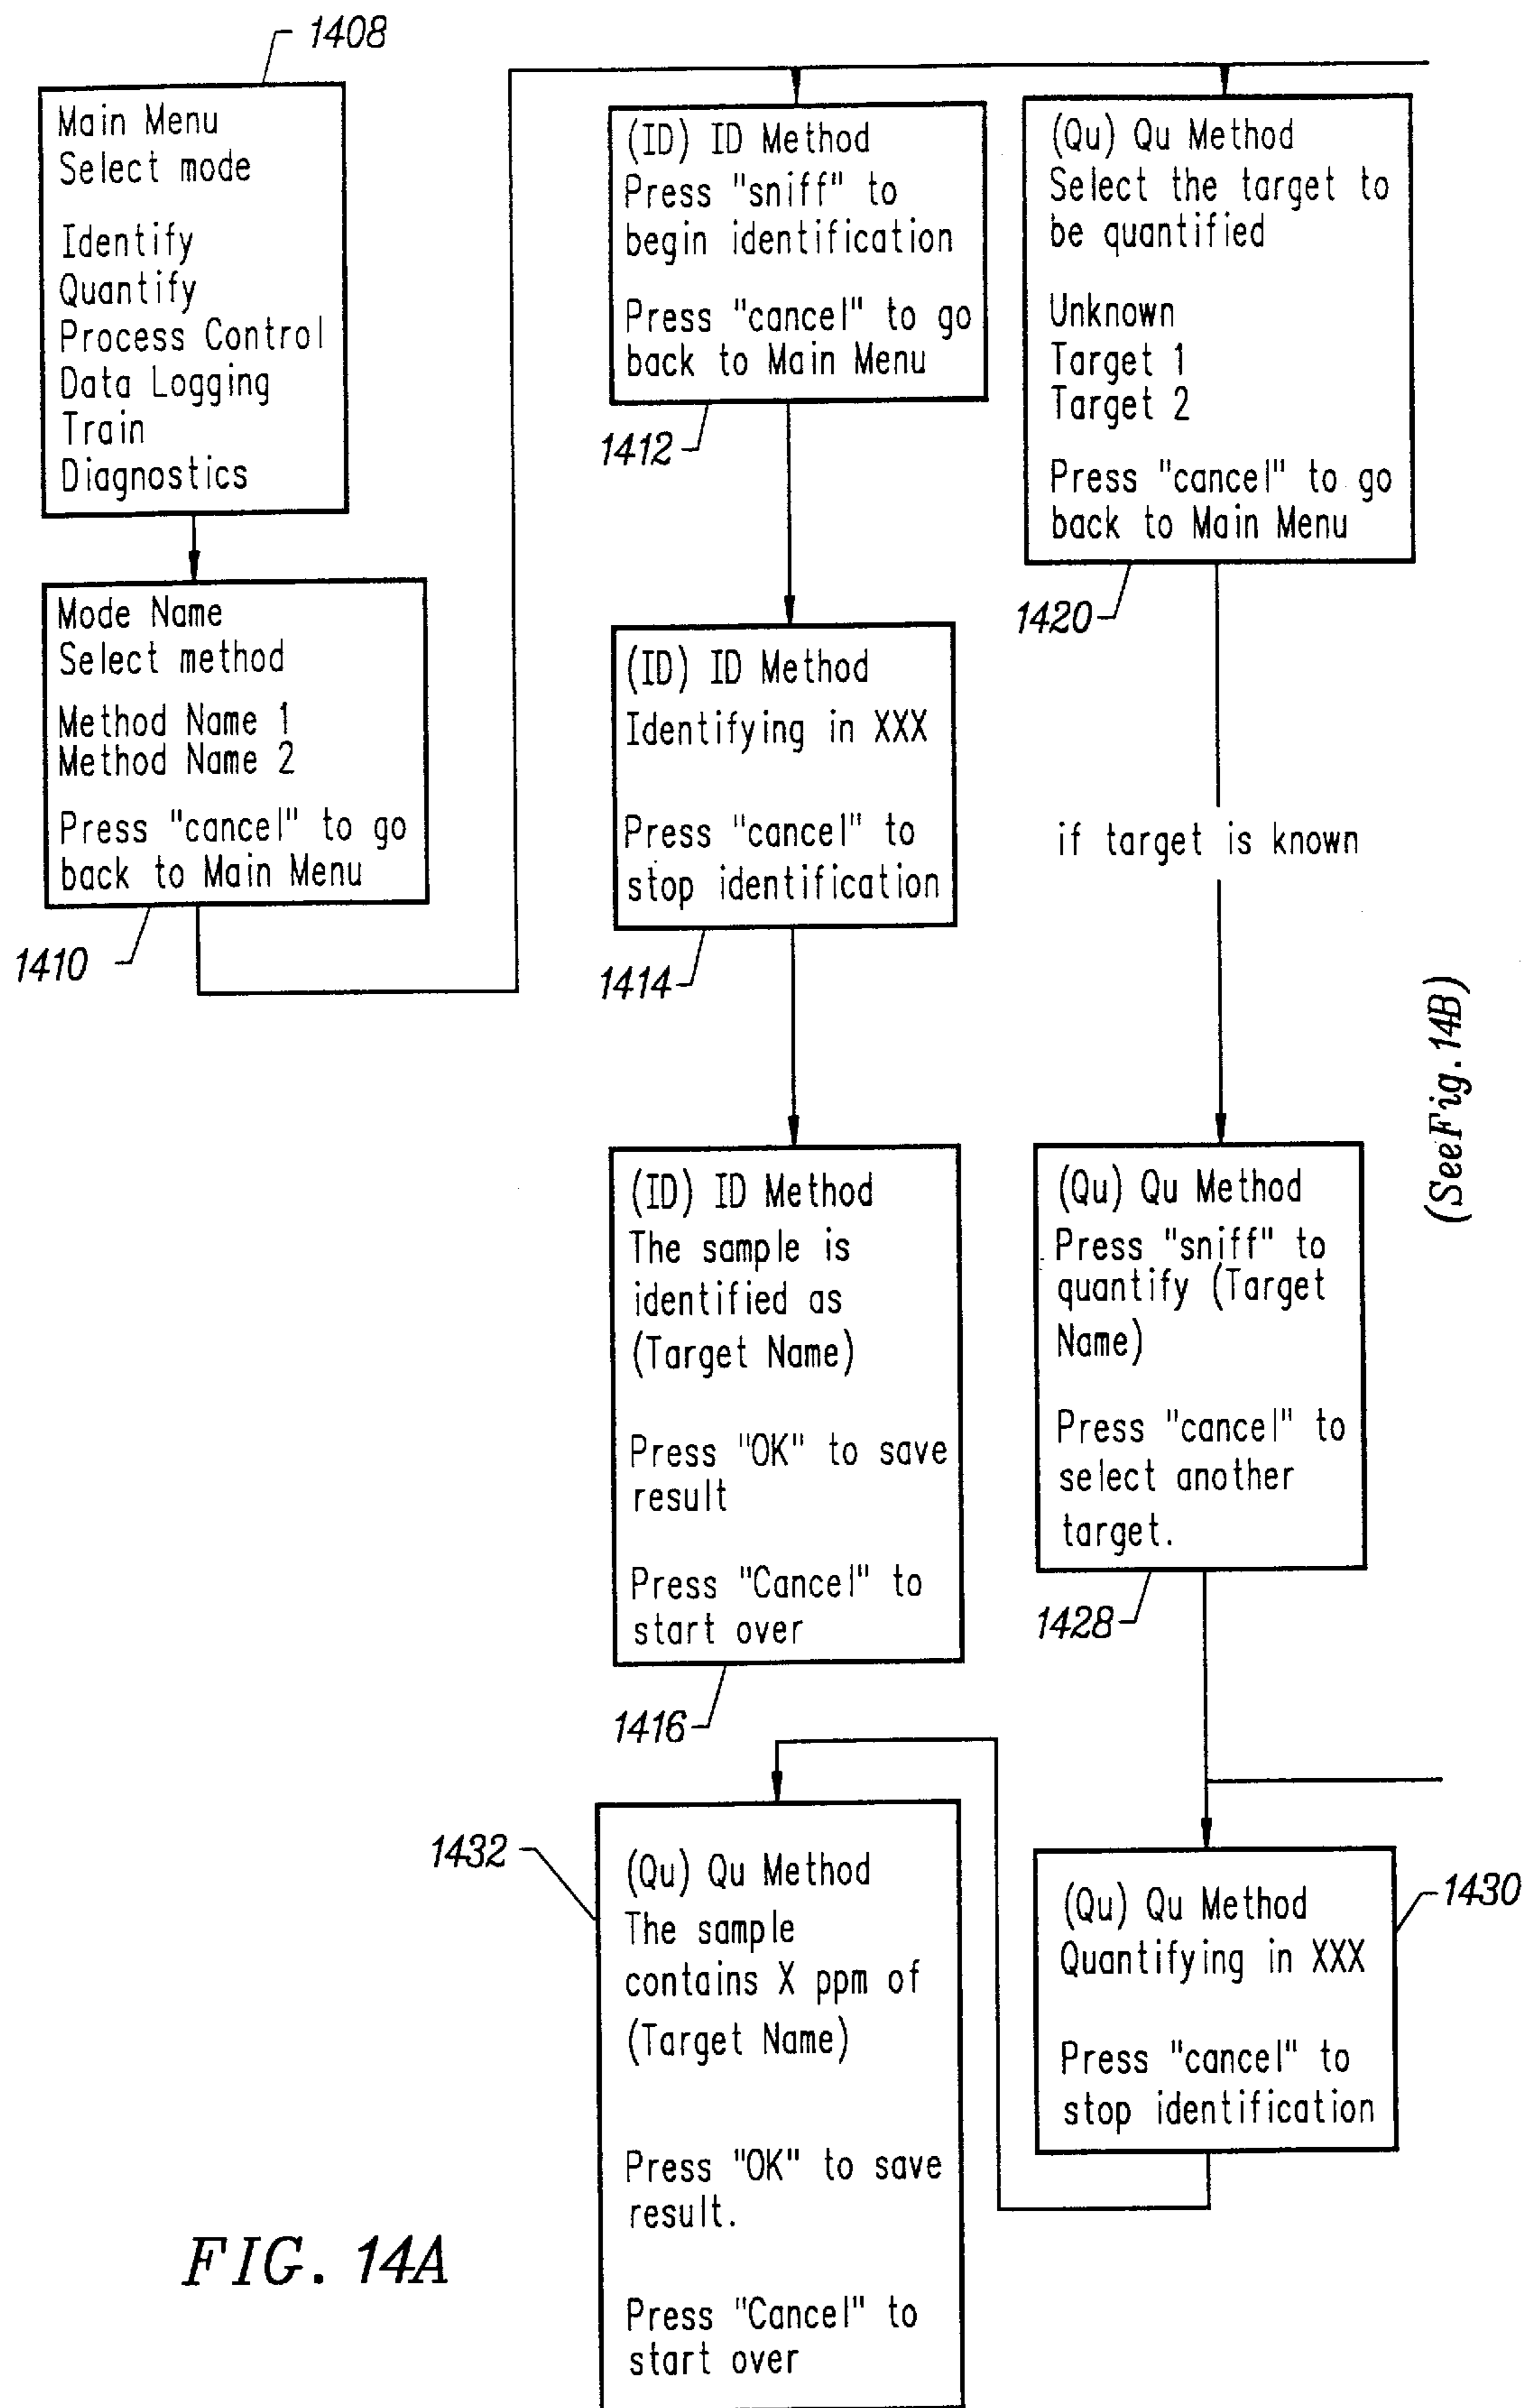 1408
Main Menu
Select mode
Identify
Quantify
Process Control
Data Logging
Train
Diagnostics
Mode Name
Select method
Method Name 1
Method Name 2
Press "cancel" to go
back to Main Menu
1410
(ID) ID Method
Press "sniff" to
begin identification
Press "cancel" to go
back to Main Menu
1412
(ID) ID Method
Identifying in XXX
Press "cancel" to
stop identification
1414
(ID) ID Method
The sample is
identified as
(Target Name)
Press "OK" to save
result
Press "Cancel" to
start over
1416
(Qu) Qu Method
Select the target to
be quantified
Unknown
Target 1
Target 2
Press "cancel" to go
back to Main Menu
1420
if target is known
(Qu) Qu Method
Press "sniff" to
quantify (Target
Name)
Press "cancel" to
select another
target.
1428
(Qu) Qu Method
Quantifying in XXX
Press "cancel" to
stop identification
1430
1432
(Qu) Qu Method
The sample
contains X ppm of
(Target Name)
Press "OK" to save
result.
Press "Cancel" to
start over
(SeeFig.14B)
FIG. 14A